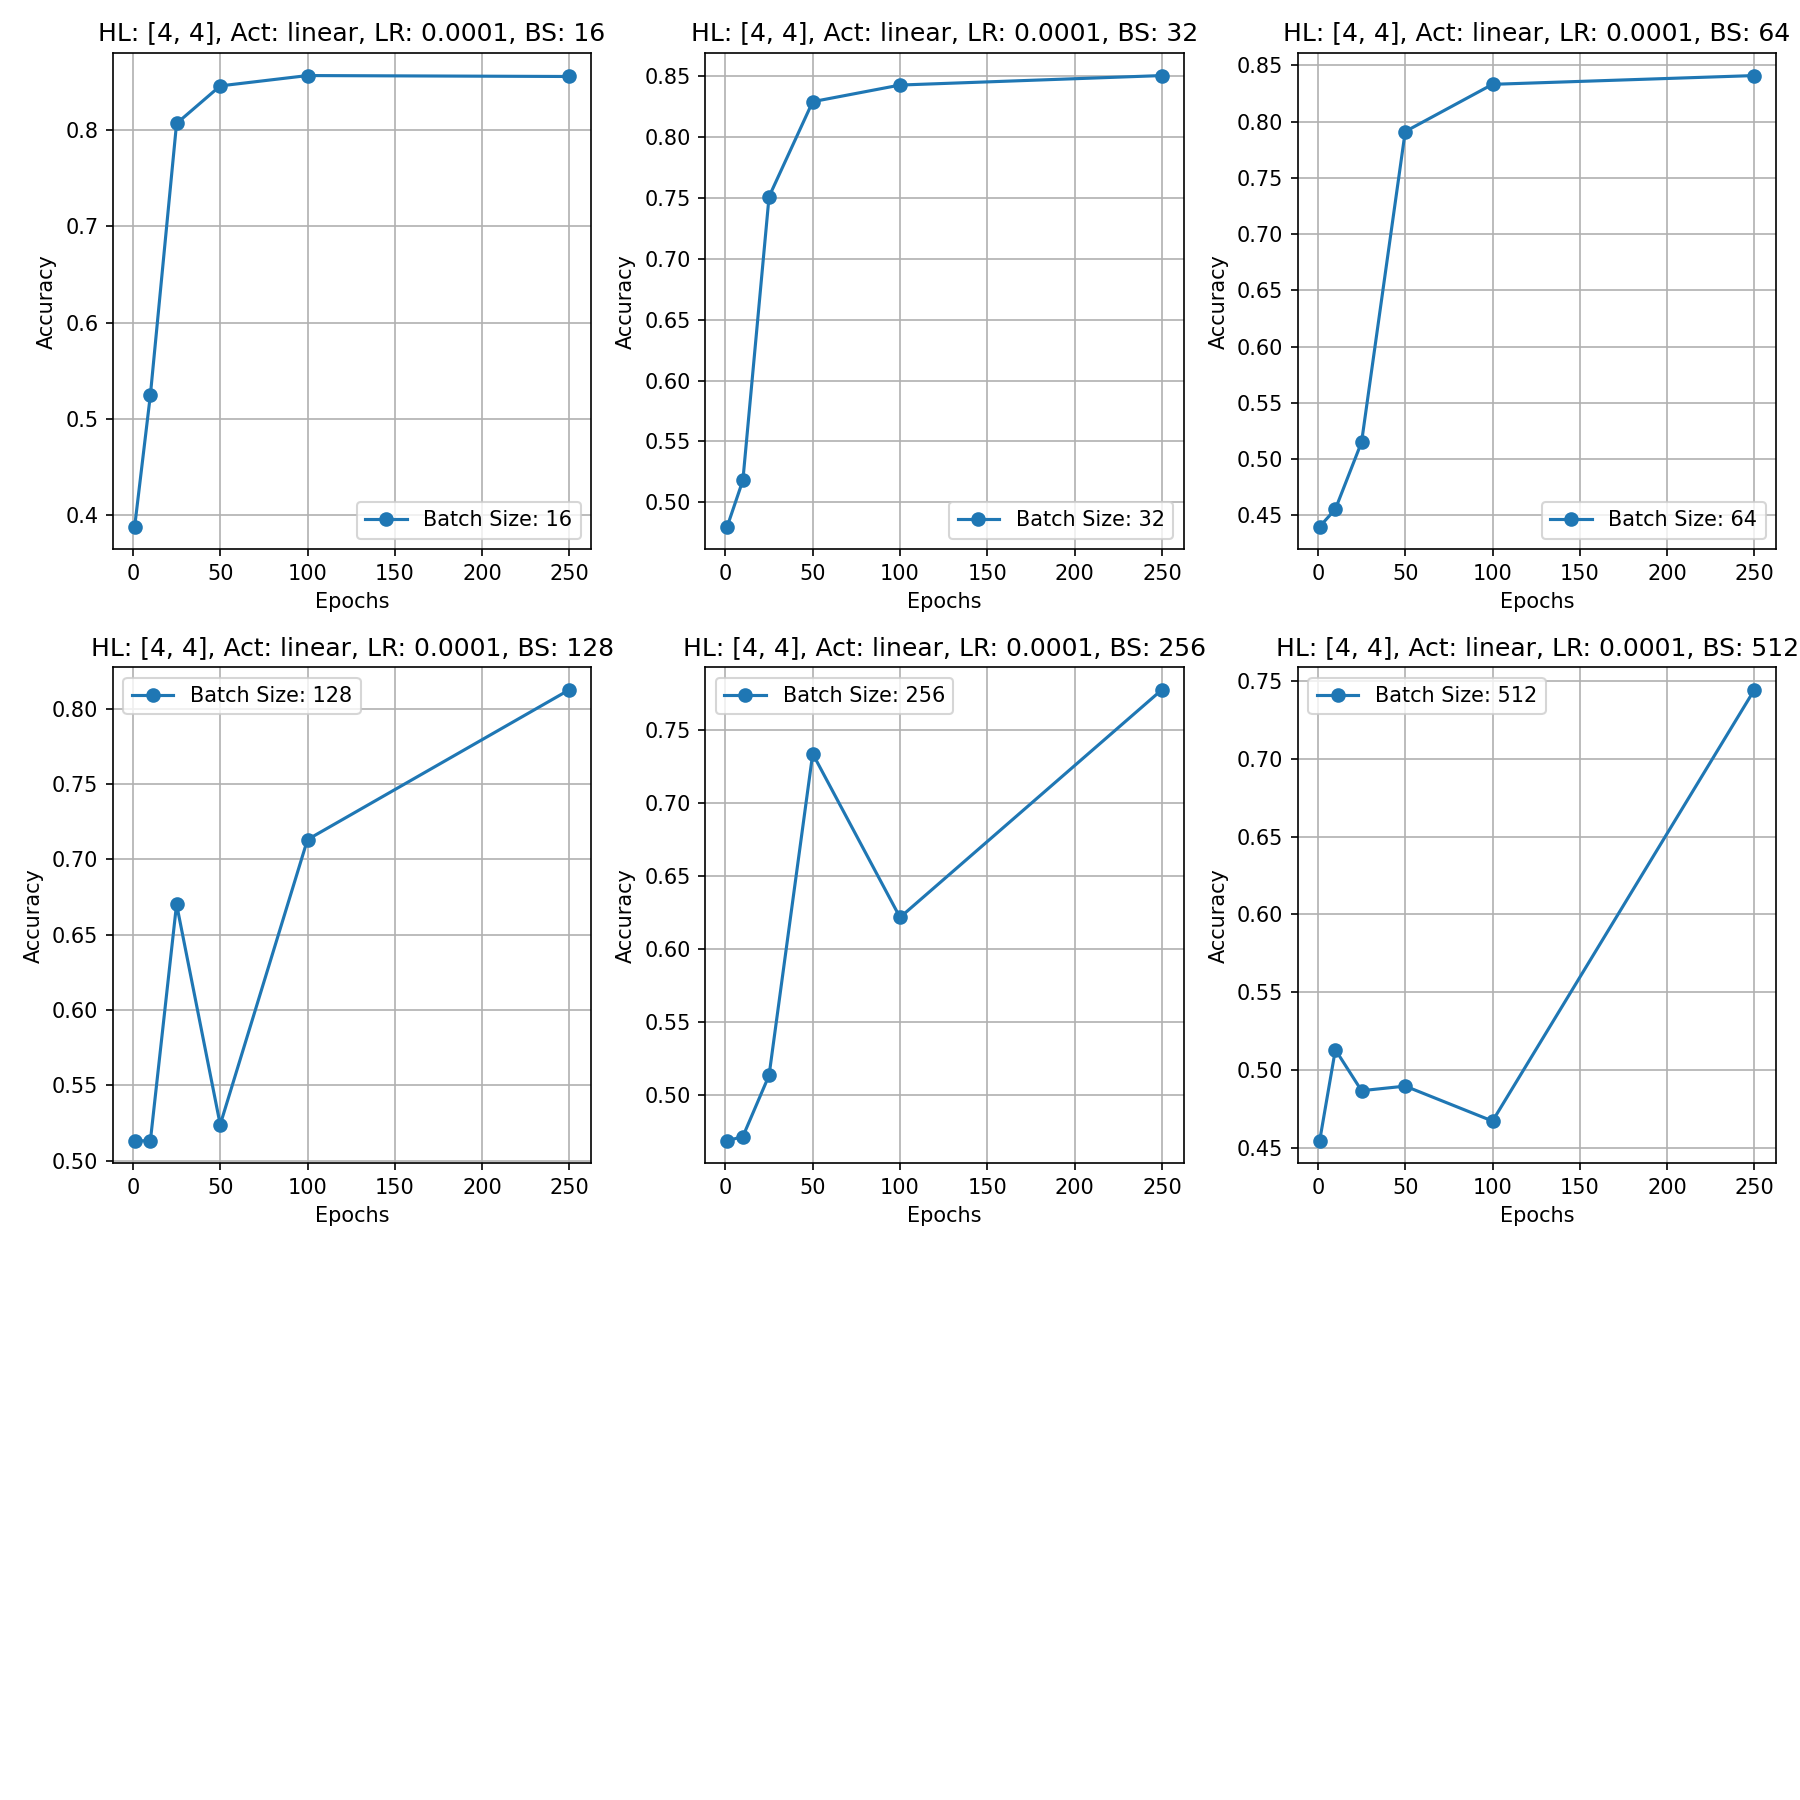 HL: [4, 4], Act: linear, LR: 0.0001, BS: 16
Accuracy
0.8
0.7
0.6
0.5
0.4
Batch Size: 16
0 50 100 150 200 250
Epochs
HL: [4, 4], Act: linear, LR: 0.0001, BS: 32
Accuracy
0.85
0.80
0.75
0.70
0.65
0.60
0.55
0.50
Batch Size: 32
0 50 100 150 200 250
Epochs
HL: [4, 4], Act: linear, LR: 0.0001, BS: 64
Accuracy
0.85
0.80
0.75
0.70
0.65
0.60
0.55
0.50
0.45
Batch Size: 64
0 50 100 150 200 250
Epochs
HL: [4, 4], Act: linear, LR: 0.0001, BS: 128
Batch Size: 128
Accuracy
0.80
0.75
0.70
0.65
0.60
0.55
0.50
0 50 100 150 200 250
Epochs
HL: [4, 4], Act: linear, LR: 0.0001, BS: 256
Batch Size: 256
Accuracy
0.75
0.70
0.65
0.60
0.55
0.50
0 50 100 150 200 250
Epochs
HL: [4, 4], Act: linear, LR: 0.0001, BS: 512
Batch Size: 512
Accuracy
0.75
0.70
0.65
0.60
0.55
0.50
0.45
0 50 100 150 200 250
Epochs